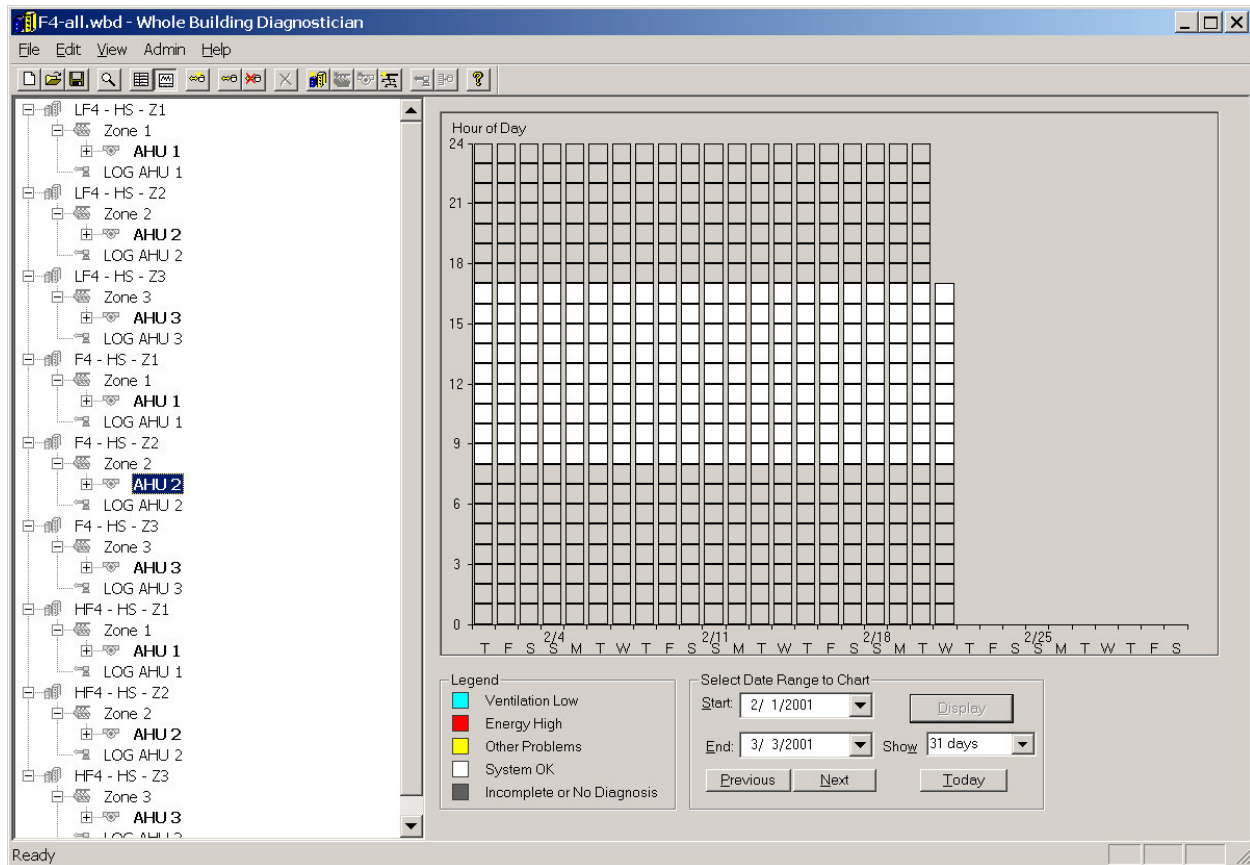 F4-all.wbd - Whole Building Diagnostician
File Edit View Admin Help
LF4 - HS - Z1
Zone 1
AHU 1
LOG AHU 1
LF4 - HS - Z2
Zone 2
AHU 2
LOG AHU 2
LF4 - HS - Z3
Zone 3
AHU 3
LOG AHU 3
F4 - HS - Z1
Zone 1
AHU 1
LOG AHU 1
F4 - HS - Z2
Zone 2
AHU 2
LOG AHU 2
F4 - HS - Z3
Zone 3
AHU 3
LOG AHU 3
HF4 - HS - Z1
Zone 1
AHU 1
LOG AHU 1
HF4 - HS - Z2
Zone 2
AHU 2
LOG AHU 2
HF4 - HS - Z3
Zone 3
AHU 3
LOG AHU 3
Hour of Day
24
21
18
15
12
9
6
3
0
2/4 2/11 2/18 2/25
T F S S M T W T F S S M T W T F S S M T W T F S S M T W T F S
Legend
Ventilation Low
Energy High
Other Problems
System OK
Incomplete or No Diagnosis
Select Date Range to Chart
Start: 2/ 1/2001 Display
End: 3/ 3/2001 Show 31 days
Previous Next Today
Ready